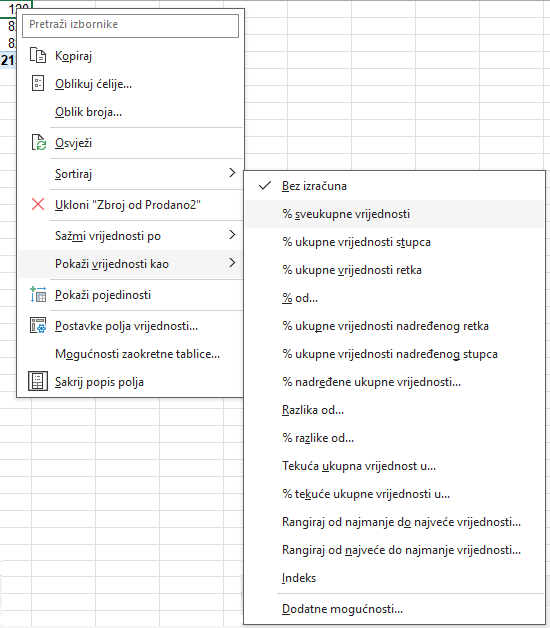 120
Pretraži izbornike
Kopiraj
Oblikuj ćelije...
Oblik broja...
Osvježi
Sortiraj
Ukloni "Zbroj od Prodano2"
Sažmi vrijednosti po
Pokaži vrijednosti kao
Pokaži pojedinosti
Postavke polja vrijednosti...
Mogućnosti zaokretne tablice...
Sakrij popis polja
Bez izračuna
% sveukupne vrijednosti
% ukupne vrijednosti stupca
% ukupne vrijednosti retka
% od...
% ukupne vrijednosti nadređenog retka
% ukupne vrijednosti nadređenog stupca
% nadređene ukupne vrijednosti...
Razlika od...
% razlike od...
Tekuća ukupna vrijednost u...
% tekuće ukupne vrijednosti u...
Rangiraj od najmanje do najveće vrijednosti...
Rangiraj od najveće do najmanje vrijednosti...
Indeks
Dodatne mogućnosti...